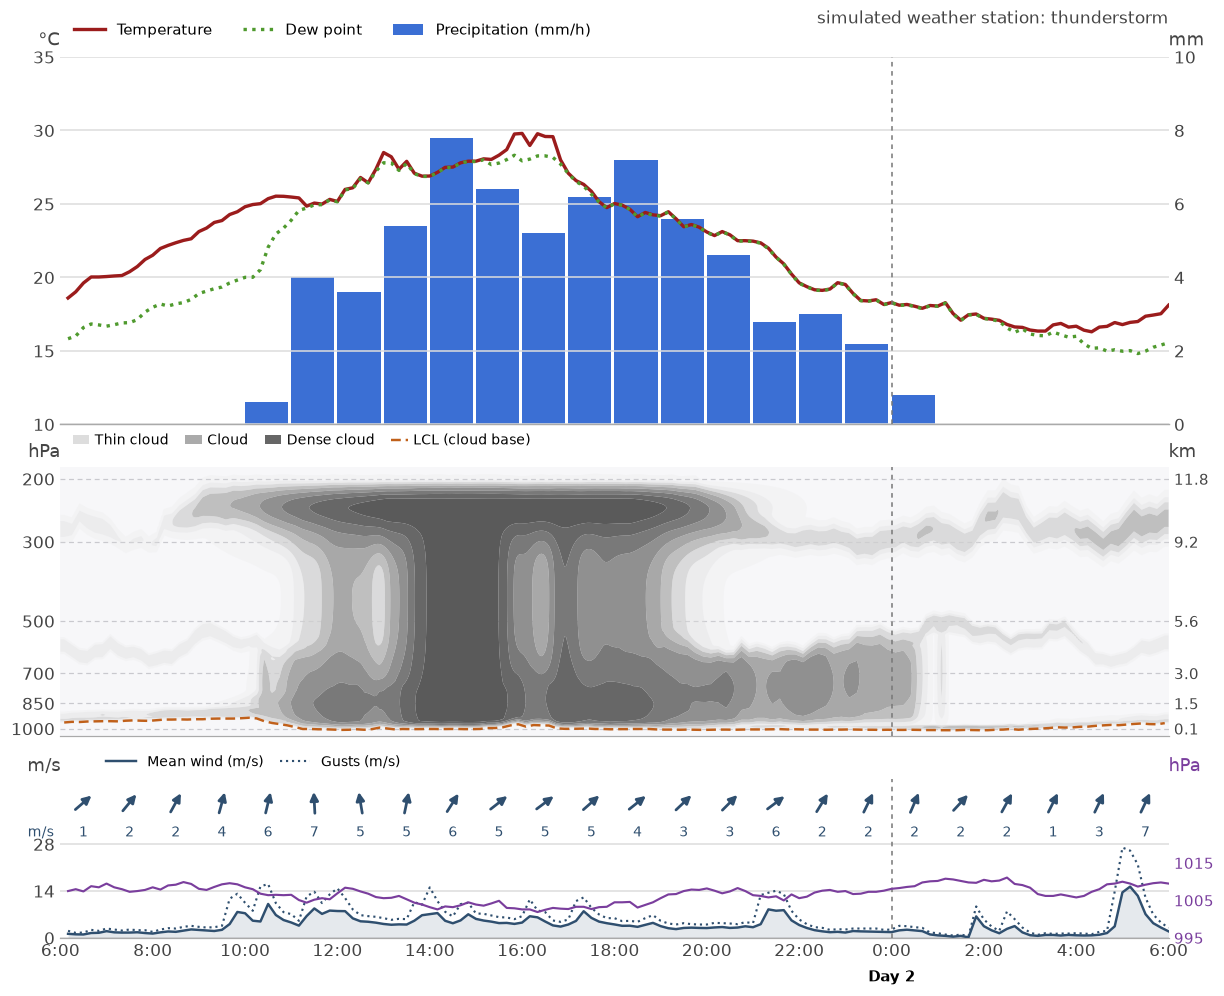 simulated weather station: thunderstorm
°C Temperature Dew point Precipitation (mm/h) mm
35 10
30 8
25 6
20 4
15 2
10 0
Thin cloud Cloud Dense cloud LCL (cloud base)
hPa km
200 11.8
300 9.2
500 5.6
700 3.0
850 1.5
1000 0.1
m/s Mean wind (m/s) Gusts (m/s) hPa
m/s 1 2 2 4 6 7 5 5 6 5 5 5 4 3 3 6 2 2 2 2 2 1 3 7
28
1015
14
1005
0 995
6:00 8:00 10:00 12:00 14:00 16:00 18:00 20:00 22:00 0:00 2:00 4:00 6:00
Day 2